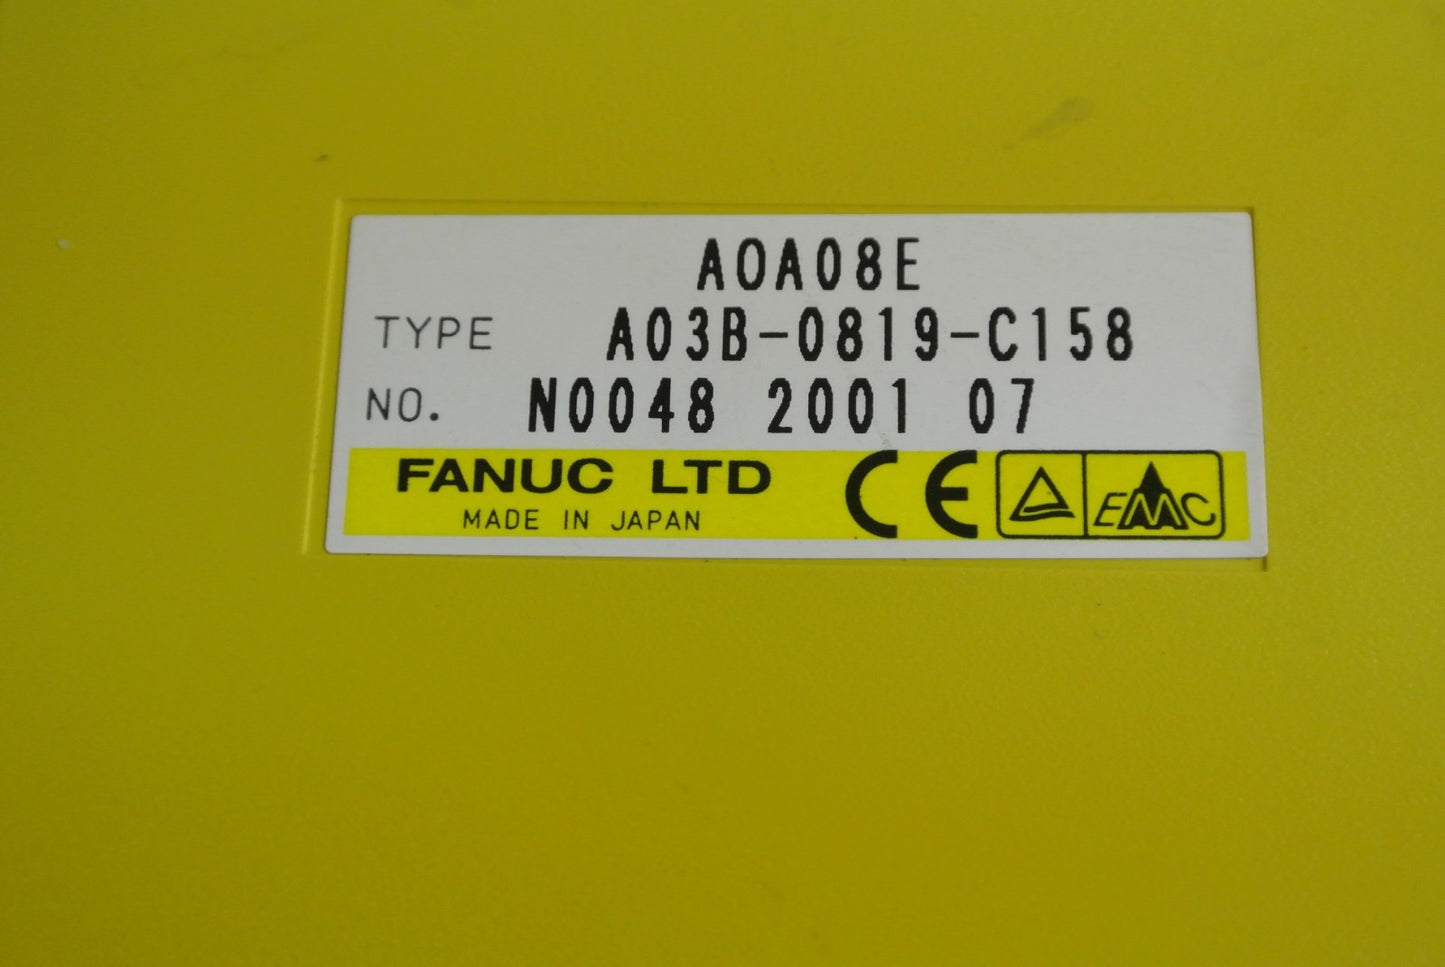 AOA08E
TYPE A03B-0819-C158
NO. N0048 2001 07
FANUC LTD
MADE IN JAPAN
CE
EMC